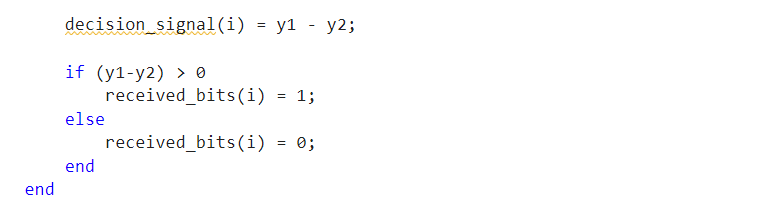 decision_signal(i) = y1 - y2;
if (y1-y2) > 0
received_bits(i) = 1;
else
received_bits(i) = 0;
end
end